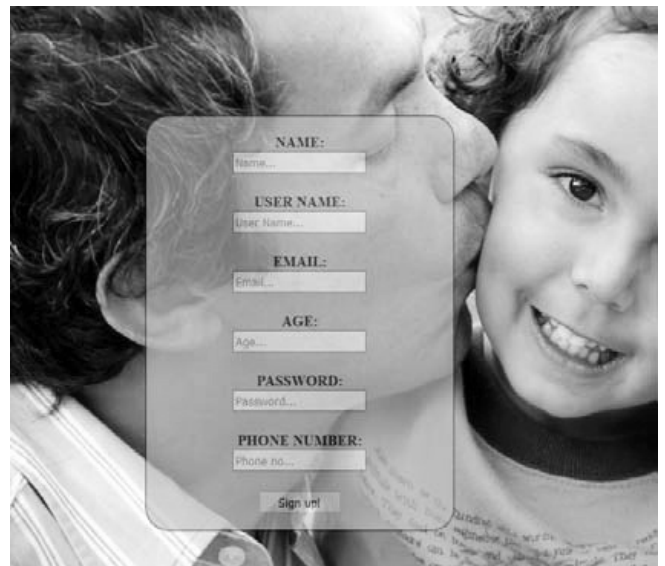 NAME:
Name...
USER NAME:
User Name...
EMAIL:
Email...
AGE:
Age...
PASSWORD:
Password...
PHONE NUMBER:
Phone no...
Sign up!